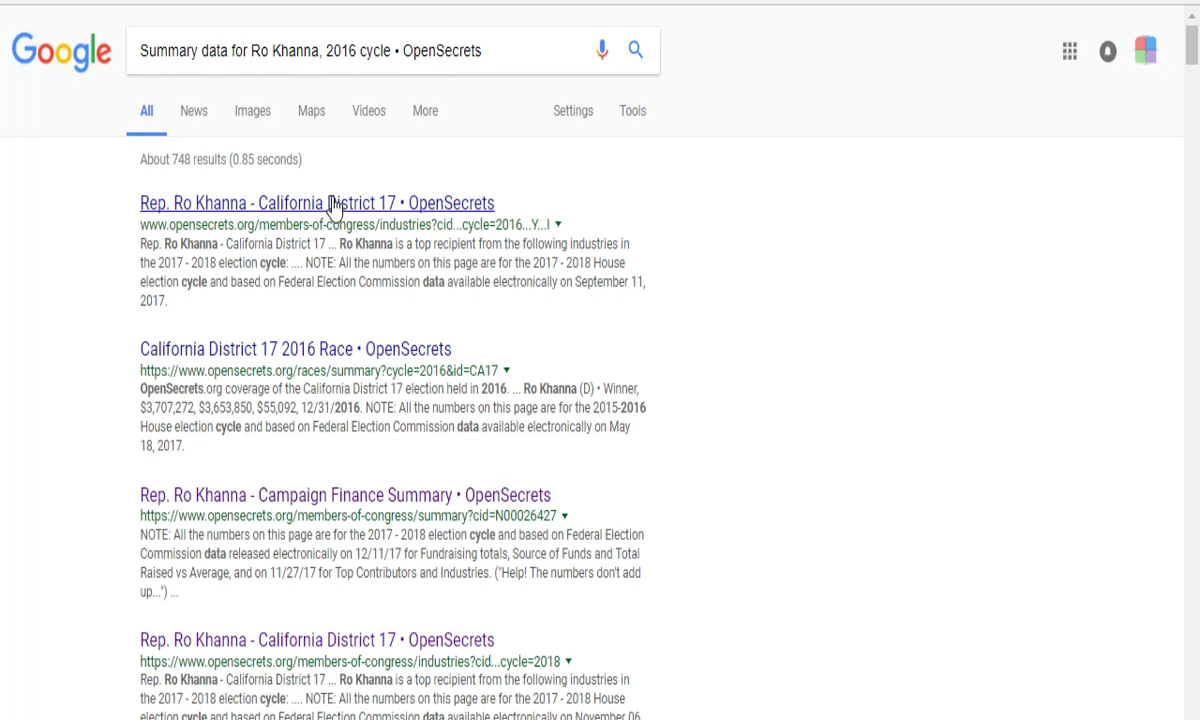 Google
Summary data for Ro Khanna, 2016 cycle • OpenSecrets
All News Images Maps Videos More Settings Tools
About 748 results (0.85 seconds)
Rep. Ro Khanna - California District 17 • OpenSecrets
www.opensecrets.org/members-of-congress/industries?cid...cycle=2016...Y...I
Rep. Ro Khanna - California District 17 ... Ro Khanna is a top recipient from the following industries in
the 2017 - 2018 election cycle: .... NOTE: All the numbers on this page are for the 2017 - 2018 House
election cycle and based on Federal Election Commission data available electronically on September 11,
2017.
California District 17 2016 Race • OpenSecrets
https://www.opensecrets.org/races/summary?cycle=2016&id=CA17
OpenSecrets.org coverage of the California District 17 election held in 2016. ... Ro Khanna (D) • Winner,
$3,707,272, $3,653,850, $55,092, 12/31/2016. NOTE: All the numbers on this page are for the 2015-2016
House election cycle and based on Federal Election Commission data available electronically on May
18, 2017.
Rep. Ro Khanna - Campaign Finance Summary • OpenSecrets
https://www.opensecrets.org/members-of-congress/summary?cid=N00026427
NOTE: All the numbers on this page are for the 2017 - 2018 election cycle and based on Federal Election
Commission data released electronically on 12/11/17 for Fundraising totals, Source of Funds and Total
Raised vs Average, and on 11/27/17 for Top Contributors and Industries. ("Help! The numbers don't add
up...") ...
Rep. Ro Khanna - California District 17 • OpenSecrets
https://www.opensecrets.org/members-of-congress/industries?cid...cycle=2018
Rep. Ro Khanna - California District 17 ... Ro Khanna is a top recipient from the following industries in
the 2017 - 2018 election cycle: .... NOTE: All the numbers on this page are for the 2017 - 2018 House
election cycle and based on Federal Election Commission data available electronically on November 06,